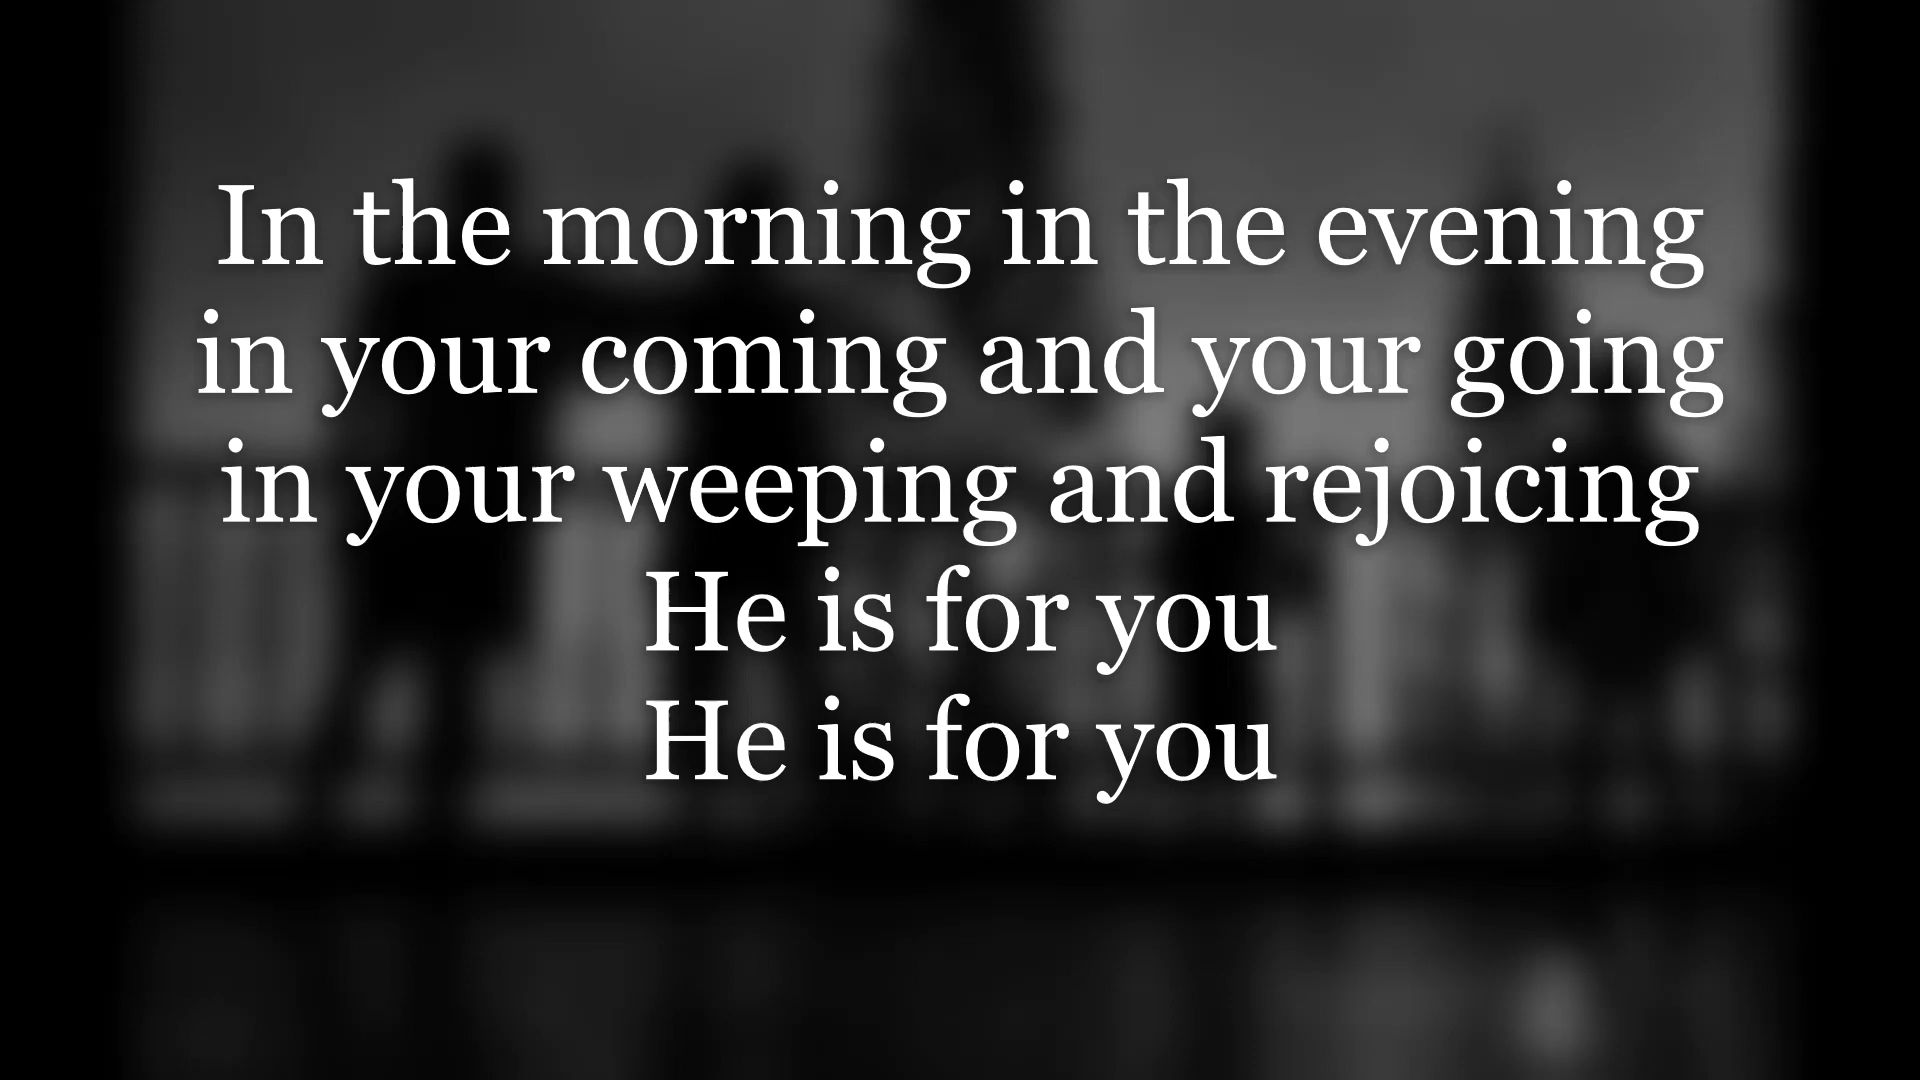 In the morning in the evening
in your coming and your going
in your weeping and rejoicing
He is for you
He is for you